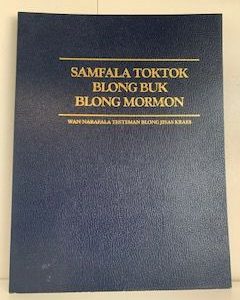 SAMFALA TOKTOK
BLONG BUK
BLONG MORMON
WAN NARAFALA TESTEMAN BLONG JISAS KRAES